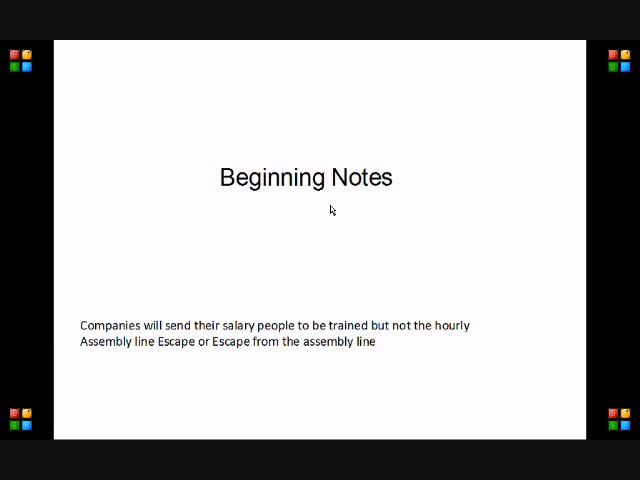 Beginning Notes
Companies will send their salary people to be trained but not the hourly
Assembly line Escape or Escape from the assembly line